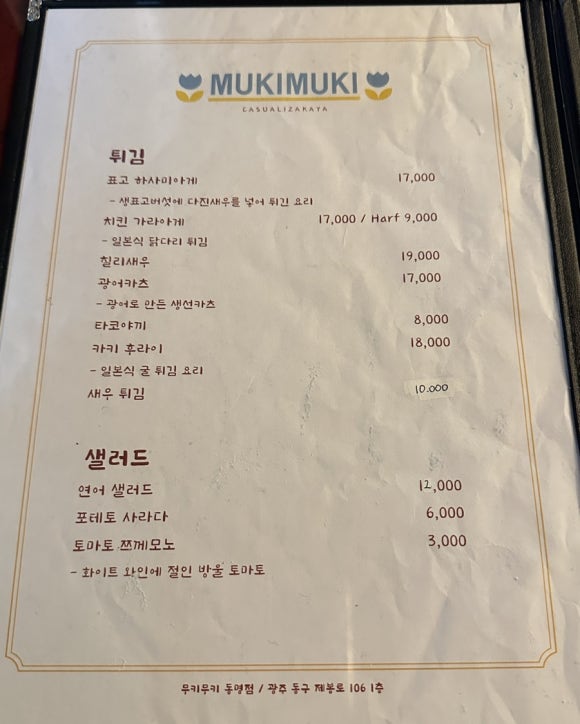 MUKIMUKI
CASUALIZAKAYA
튀김
표고 하사미아게 17,000
- 생표고버섯에 다진새우를 넣어 튀긴 요리
치킨 가라아게 17,000 / Harf 9,000
- 일본식 닭다리 튀김
칠리새우 19,000
광어카츠 17,000
- 광어로 만든 생선카츠
타코야끼 8,000
카키 후라이 18,000
- 일본식 굴 튀김 요리
새우 튀김 10.000
샐러드
연어 샐러드 12,000
포테토 사라다 6,000
토마토 쯔께모노 3,000
- 화이트 와인에 절인 방울 토마토
무키무키 동명점 / 광주 동구 제봉로 106 1층